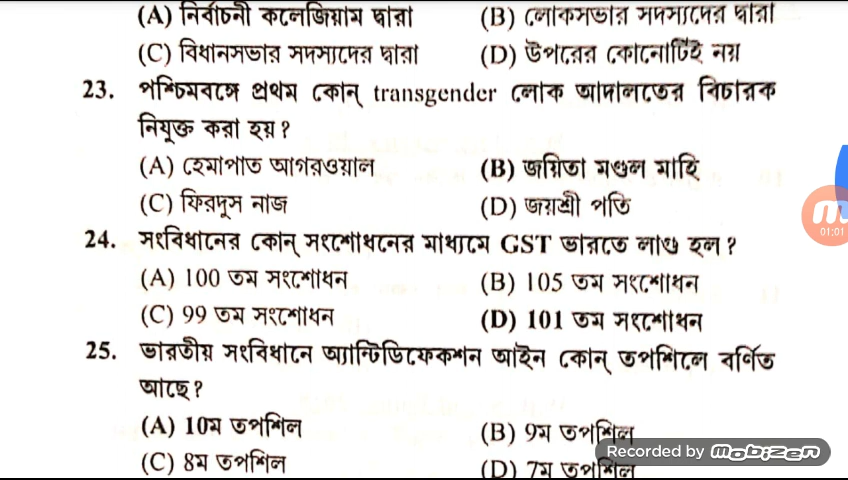 (A) নির্বাচনী কলেজিয়াম দ্বারা (B) লোকসভার সদস্যদের দ্বারা
(C) বিধানসভার সদস্যদের দ্বারা (D) উপরের কোনোটিই নয়
23. পশ্চিমবঙ্গে প্রথম কোন্ transgender লোক আদালতের বিচারক
নিযুক্ত করা হয় ?
(A) হেমাপাত আগরওয়াল (B) জয়িতা মণ্ডল মাহি
(C) ফিরদুস নাজ (D) জয়শ্রী পতি
24. সংবিধানের কোন্ সংশোধনের মাধ্যমে GST ভারতে লাগু হল ?
(A) 100 তম সংশোধন (B) 105 তম সংশোধন
(C) 99 তম সংশোধন (D) 101 তম সংশোধন
25. ভারতীয় সংবিধানে অ্যান্টিডিফেকশন আইন কোন্ তপশিলে বর্ণিত
আছে ?
(A) 10ম তপশিল (B) 9ম তপশিল
(C) 8ম তপশিল (D) 7ম তপশিল
01:01
Recorded by Mobizen